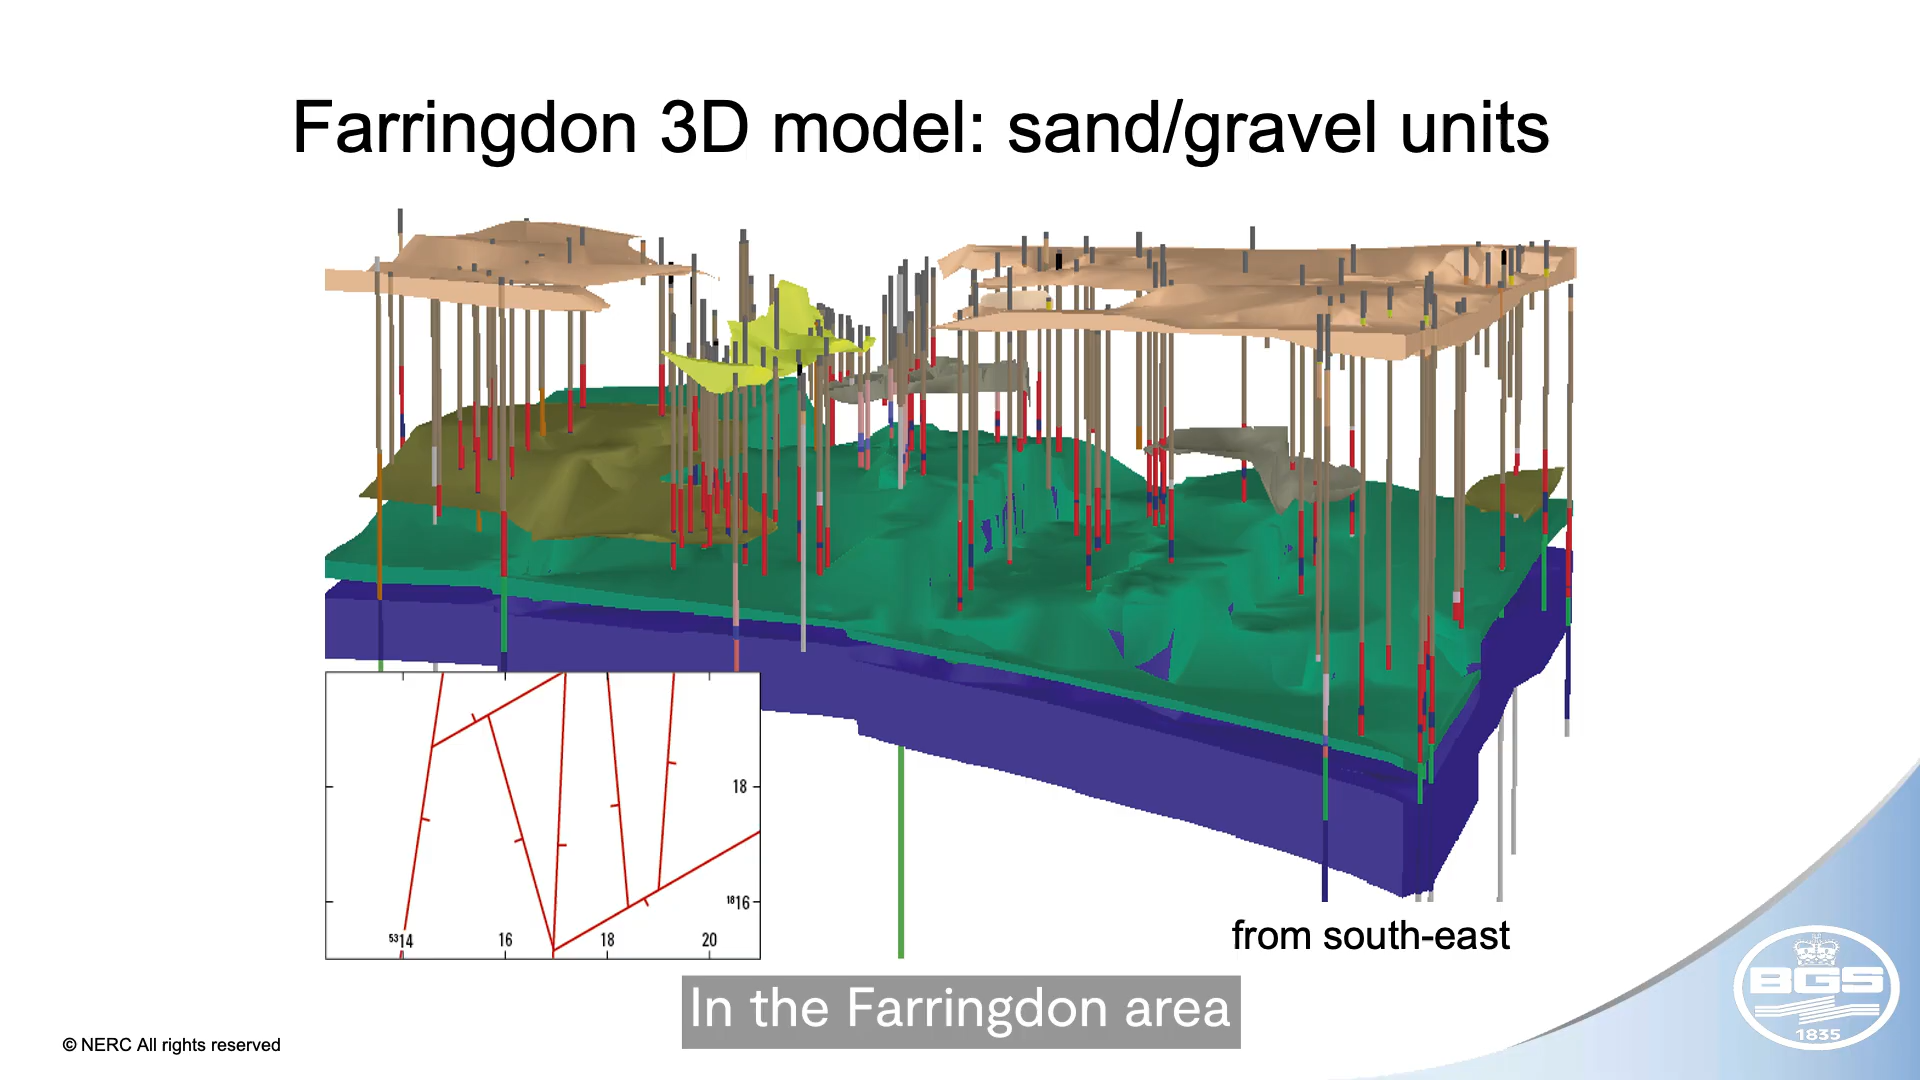 Farringdon 3D model: sand/gravel units
18
1816
5314 16 18 20
from south-east
In the Farringdon area
© NERC All rights reserved
BGS
1835